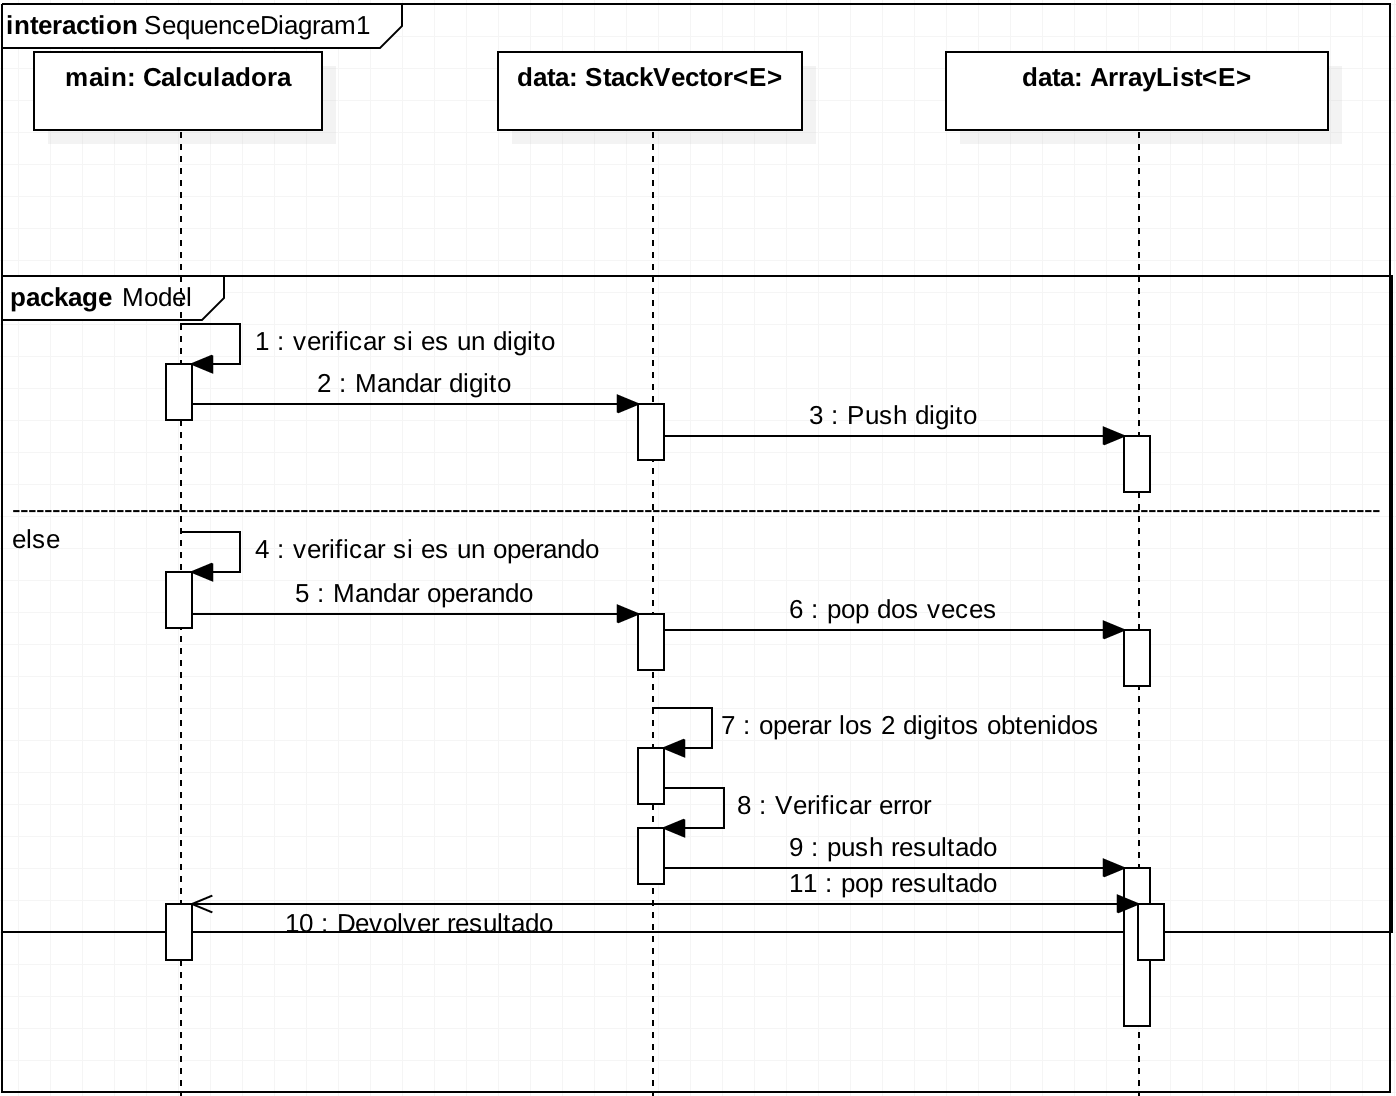 interaction SequenceDiagram1
main: Calculadora
data: StackVector<E>
data: ArrayList<E>
package Model
1 : verificar si es un digito
2 : Mandar digito
3 : Push digito
else
4 : verificar si es un operando
5 : Mandar operando
6 : pop dos veces
7 : operar los 2 digitos obtenidos
8 : Verificar error
9 : push resultado
11 : pop resultado
10 : Devolver resultado